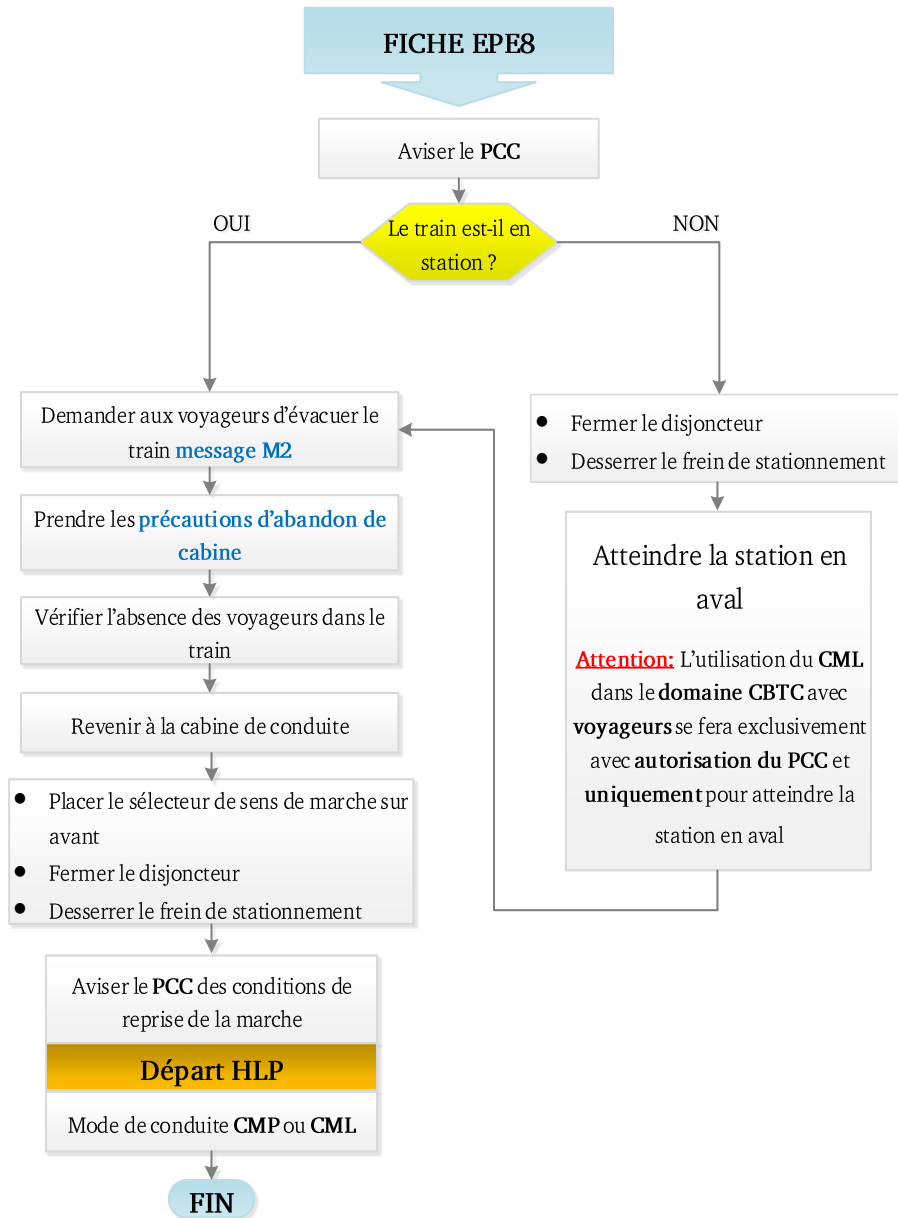 FICHE EPE8
Aviser le PCC
Le train est-il en
station ?
OUI
NON
Demander aux voyageurs d’évacuer le
train message M2
Prendre les précautions d’abandon de
cabine
Vérifier l’absence des voyageurs dans le
train
Revenir à la cabine de conduite
• Placer le sélecteur de sens de marche sur
avant
• Fermer le disjoncteur
• Desserrer le frein de stationnement
Aviser le PCC des conditions de
reprise de la marche
Départ HLP
Mode de conduite CMP ou CML
FIN
• Fermer le disjoncteur
• Desserrer le frein de stationnement
Atteindre la station en
aval
Attention: L’utilisation du CML
dans le domaine CBTC avec
voyageurs se fera exclusivement
avec autorisation du PCC et
uniquement pour atteindre la
station en aval